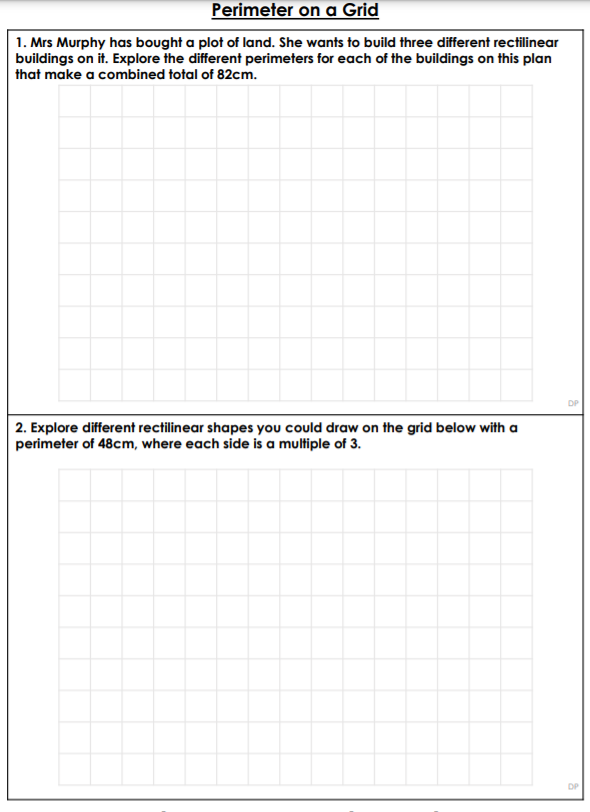 Perimeter on a Grid
1. Mrs Murphy has bought a plot of land. She wants to build three different rectilinear
buildings on it. Explore the different perimeters for each of the buildings on this plan
that make a combined total of 82cm.
DP
2. Explore different rectilinear shapes you could draw on the grid below with a
perimeter of 48cm, where each side is a multiple of 3.
DP